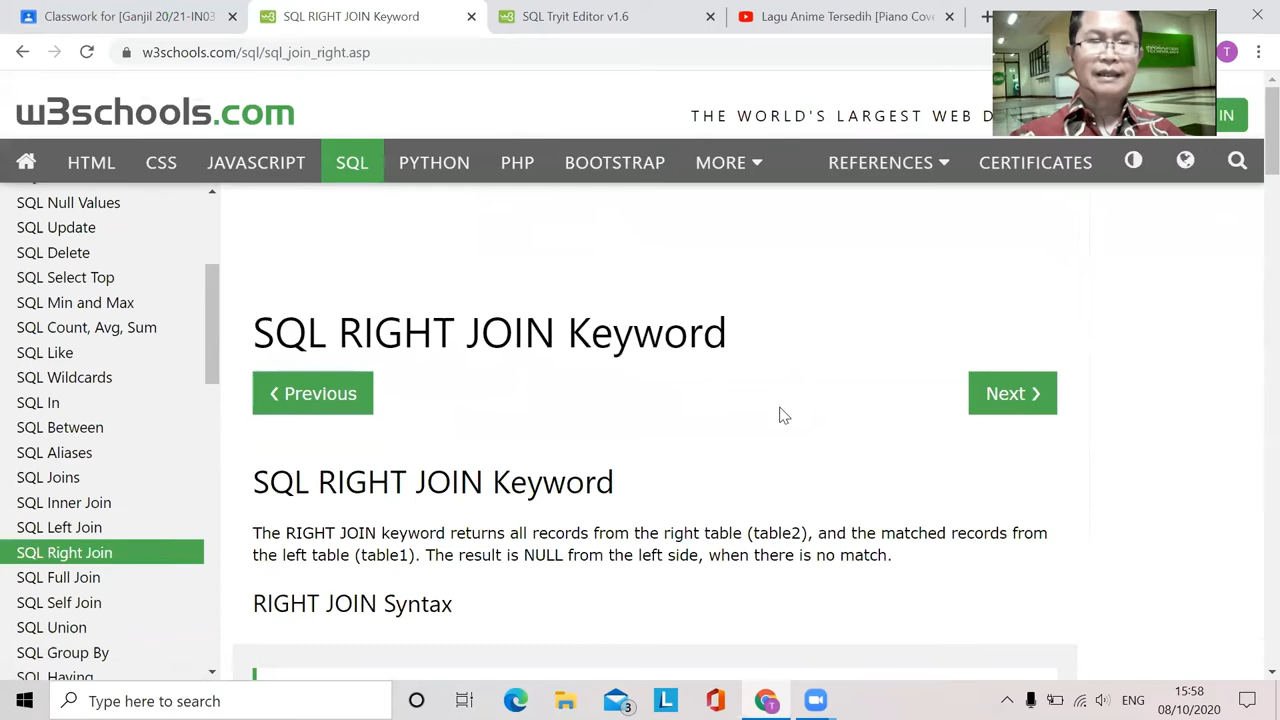 Classwork for [Ganjil 20/21-IN03
SQL RIGHT JOIN Keyword
SQL Tryit Editor v1.6
Lagu Anime Tersedih [Piano Cov
w3schools.com/sql/sql_join_right.asp
T
w3schools.com
THE WORLD'S LARGEST WEB D
IN
HTML
CSS
JAVASCRIPT
SQL
PYTHON
PHP
BOOTSTRAP
MORE
REFERENCES
CERTIFICATES
SQL Null Values
SQL Update
SQL Delete
SQL Select Top
SQL Min and Max
SQL Count, Avg, Sum
SQL Like
SQL Wildcards
SQL In
SQL Between
SQL Aliases
SQL Joins
SQL Inner Join
SQL Left Join
SQL Right Join
SQL Full Join
SQL Self Join
SQL Union
SQL Group By
SQL Having
SQL RIGHT JOIN Keyword
❮ Previous
Next ❯
SQL RIGHT JOIN Keyword
The RIGHT JOIN keyword returns all records from the right table (table2), and the matched records from
the left table (table1). The result is NULL from the left side, when there is no match.
RIGHT JOIN Syntax
Type here to search
3
L
T
ENG
15:58
08/10/2020